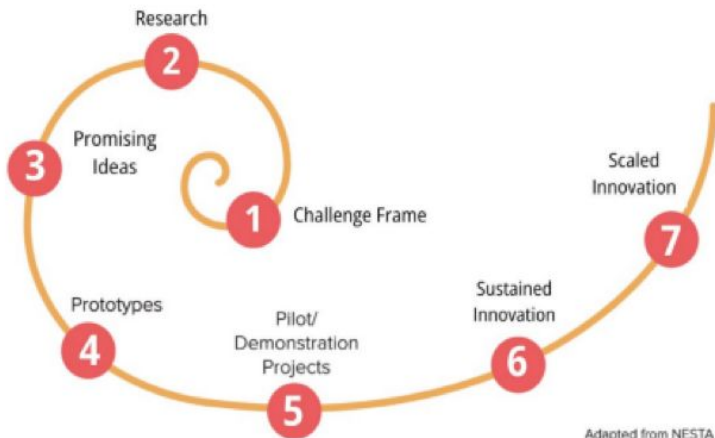 Research
2
3
Promising
Ideas
1
Challenge Frame
Scaled
Innovation
7
Prototypes
4
Pilot/
Demonstration
Projects
5
Sustained
Innovation
6
Adapted from NESTA